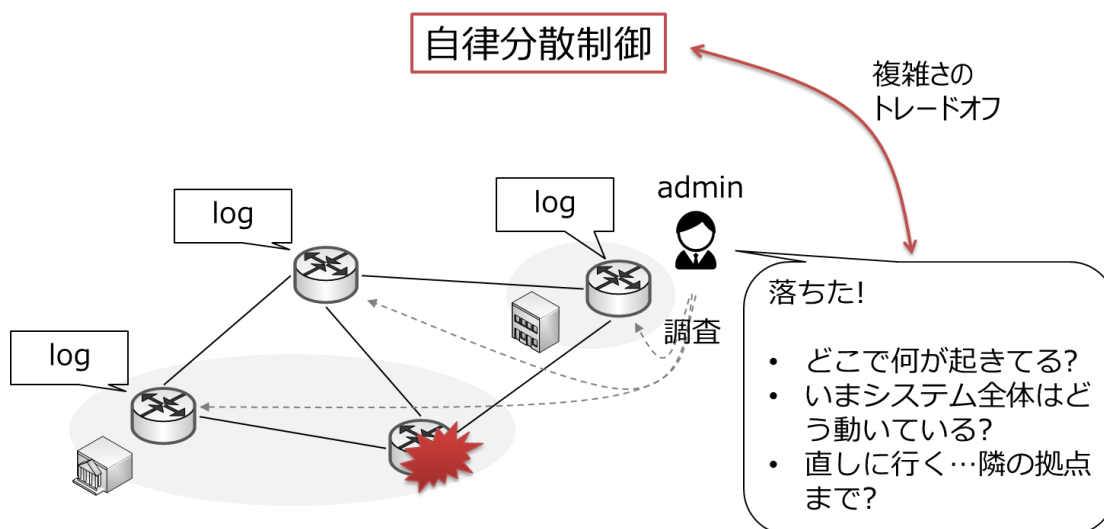 自律分散制御
複雑さの
トレードオフ
admin
log
log
log
調査
落ちた!
• どこで何が起きてる?
• いまシステム全体はど
う動いている?
• 直しに行く…隣の拠点
まで?